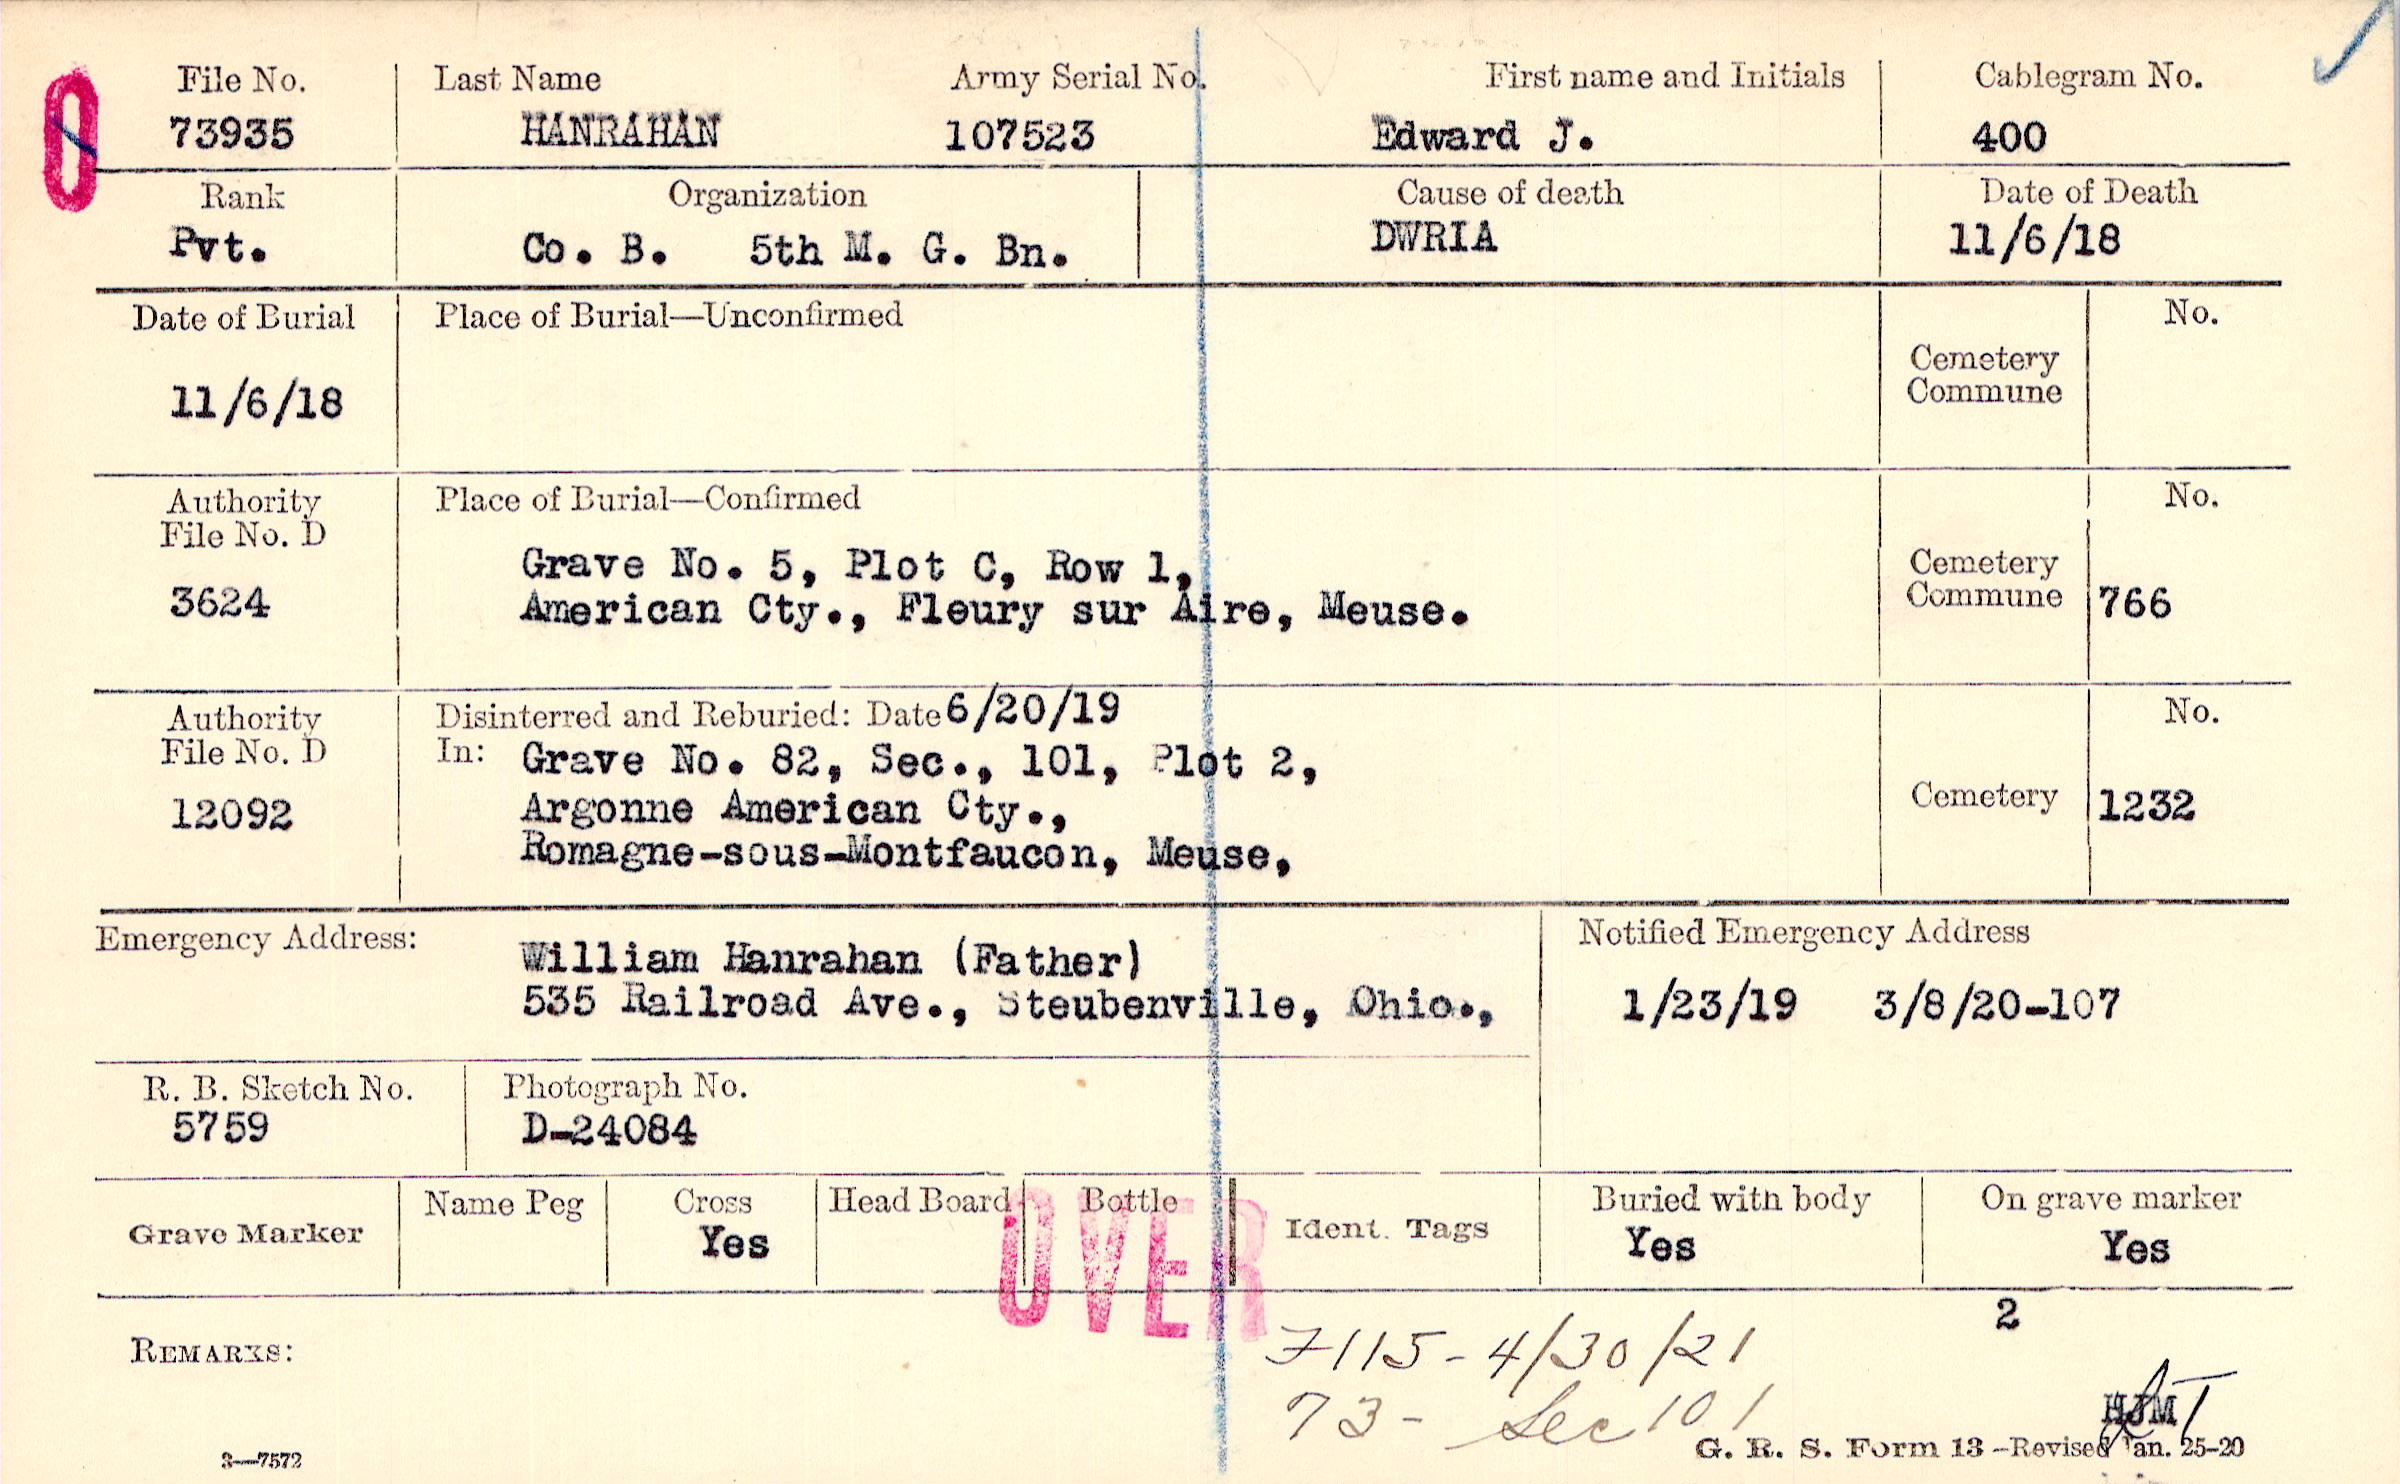 File No. Last Name Army Serial No. First name and Initials Cablegram No.
73935 HANRAHAN 107523 Edward J. 400
Rank Organization Cause of death Date of Death
Pvt. Co. B. 5th M. G. Bn. DWRIA 11/6/18
Date of Burial Place of Burial—Unconfirmed No.
Cemetery
Commune
11/6/18
Authority Place of Burial—Confirmed No.
File No. D
Grave No. 5, Plot C, Row 1, Cemetery
3624 American Cty., Fleury sur Aire, Meuse. Commune 766
Authority Disinterred and Reburied: Date 6/20/19 No.
File No. D In: Grave No. 82, Sec., 101, Plot 2,
12092 Argonne American Cty., Cemetery 1232
Romagne-sous-Montfaucon, Meuse,
Emergency Address: Notified Emergency Address
William Hanrahan (Father)
535 Railroad Ave., Steubenville, Ohio., 1/23/19 3/8/20-107
R. B. Sketch No. Photograph No.
5759 D-24084
Grave Marker Name Peg Cross Head Board Bottle Ident. Tags Buried with body On grave marker
Yes Yes Yes
OVER
2
REMARKS: 7115-4/30/21
73- Sec 101
HJM
G. R. S. Form 13—Revised Jan. 25-20
3—7572